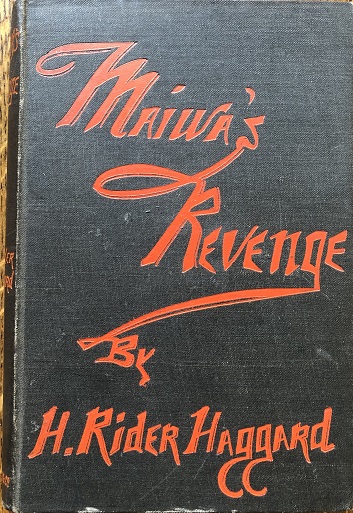 Maiwa's
Revenge
By
H. Rider Haggard